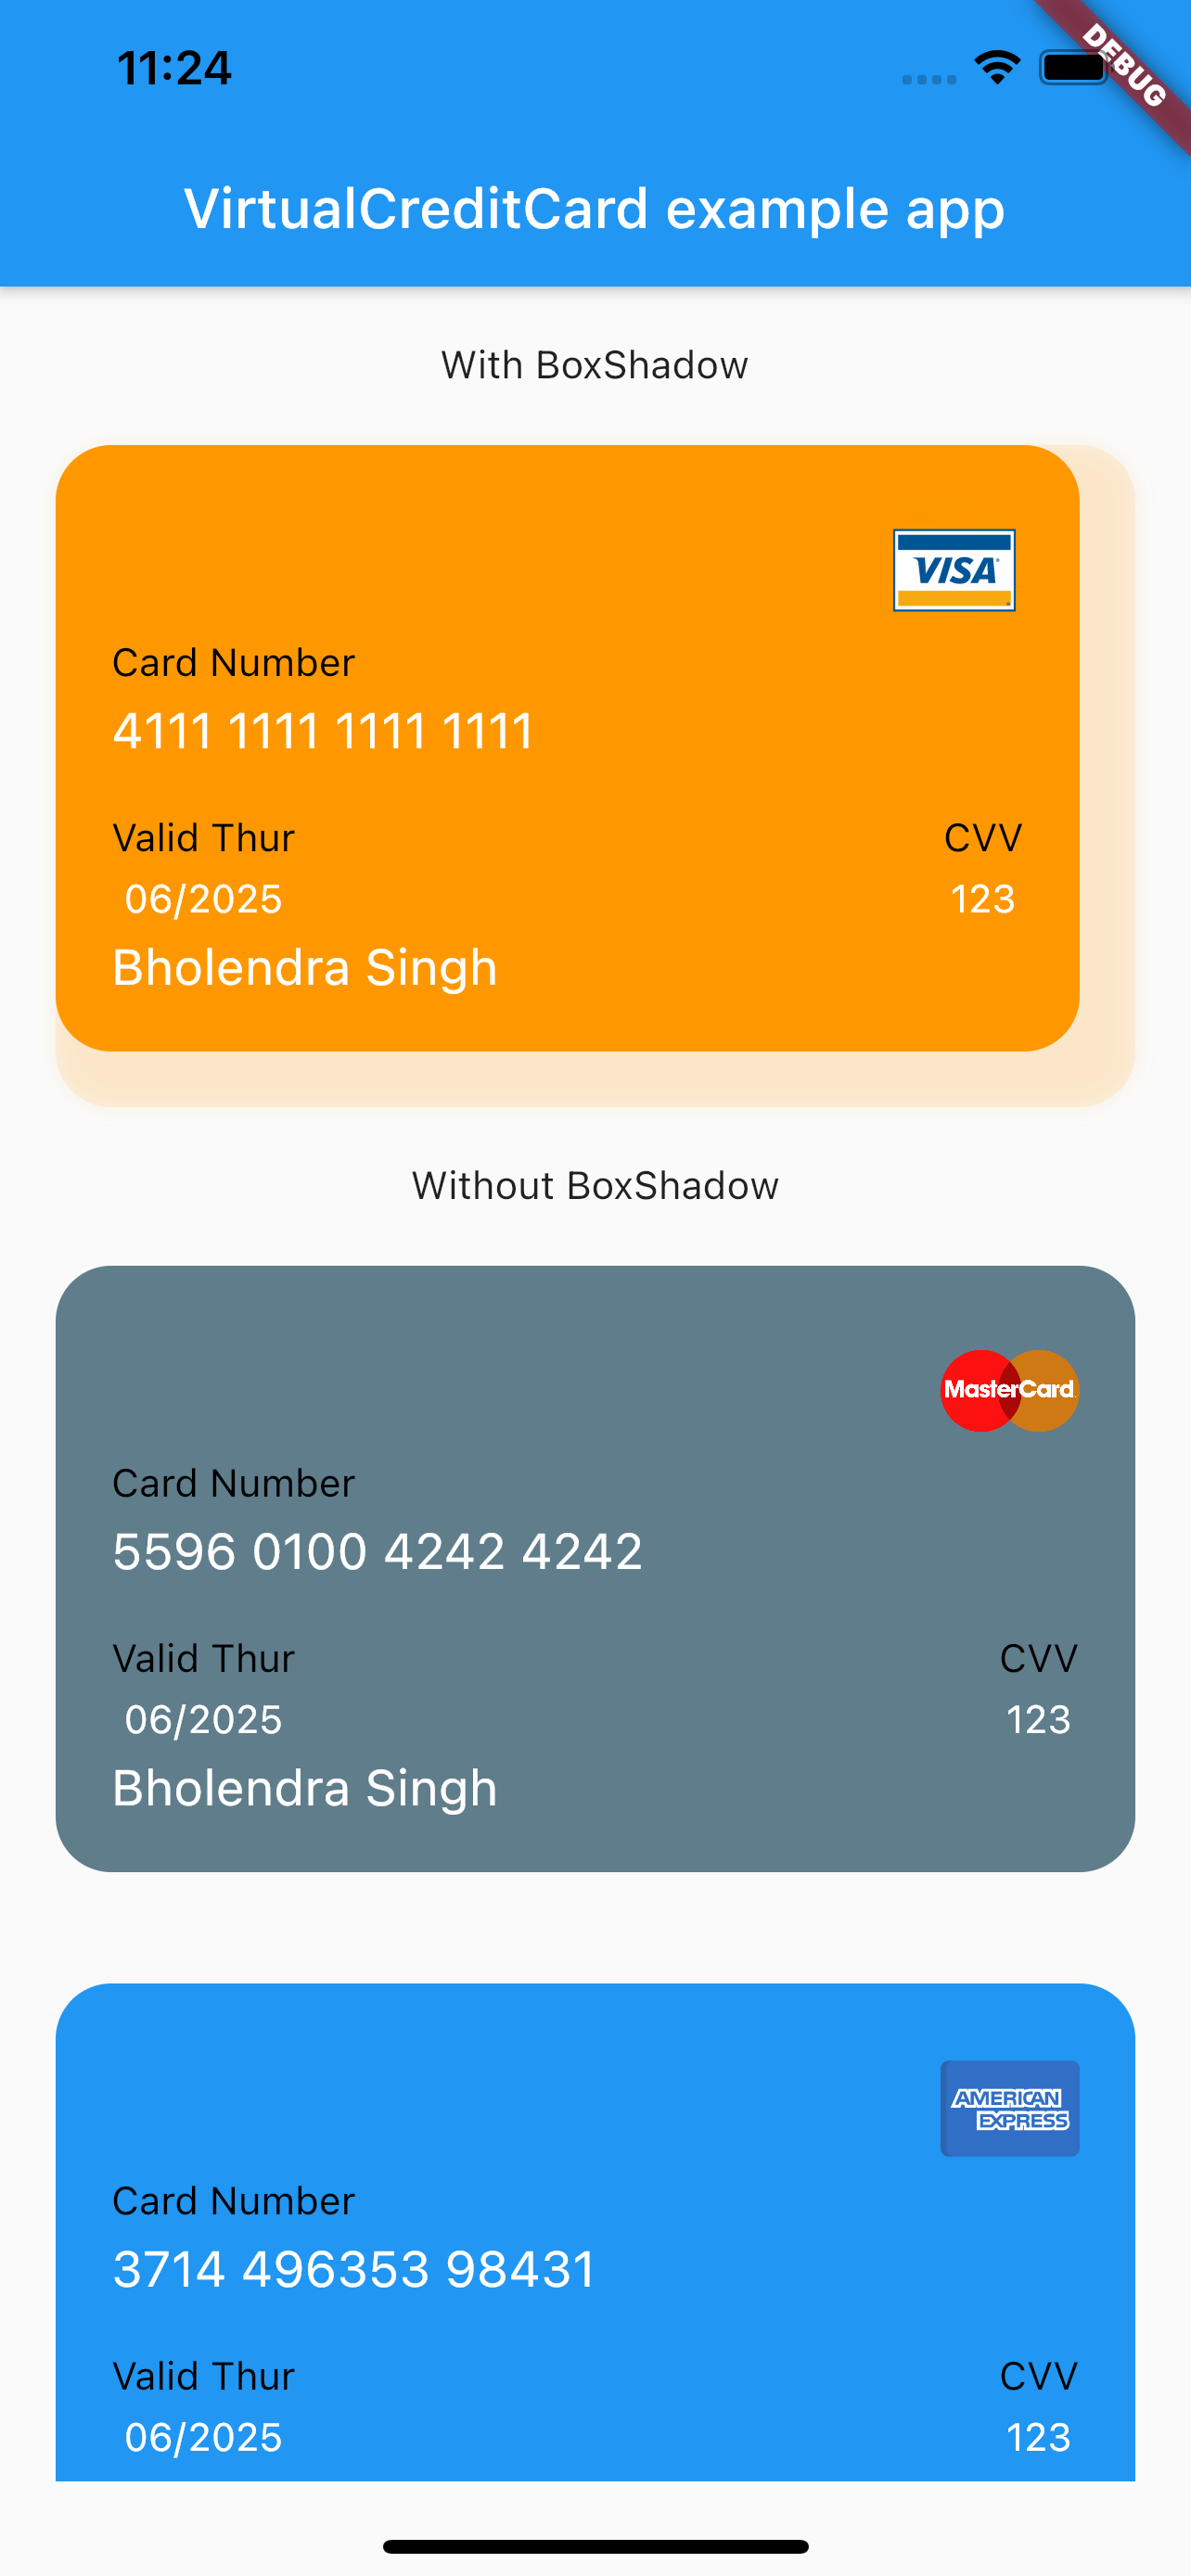 11:24
DEBUG
VirtualCreditCard example app
With BoxShadow
VISA
Card Number
4111 1111 1111 1111
Valid Thur CVV
06/2025 123
Bholendra Singh
Without BoxShadow
MasterCard
Card Number
5596 0100 4242 4242
Valid Thur CVV
06/2025 123
Bholendra Singh
AMERICAN
EXPRESS
Card Number
3714 496353 98431
Valid Thur CVV
06/2025 123